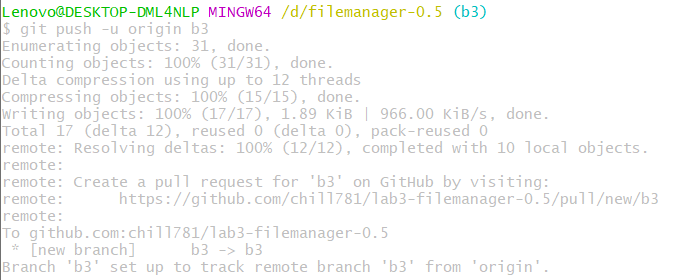 Lenovo@DESKTOP-DML4NLP MINGW64 /d/filemanager-0.5 (b3)
$ git push -u origin b3
Enumerating objects: 31, done.
Counting objects: 100% (31/31), done.
Delta compression using up to 12 threads
Compressing objects: 100% (15/15), done.
Writing objects: 100% (17/17), 1.89 KiB | 966.00 KiB/s, done.
Total 17 (delta 12), reused 0 (delta 0), pack-reused 0
remote: Resolving deltas: 100% (12/12), completed with 10 local objects.
remote:
remote: Create a pull request for 'b3' on GitHub by visiting:
remote:      https://github.com/chill781/lab3-filemanager-0.5/pull/new/b3
remote:
To github.com:chill781/lab3-filemanager-0.5
 * [new branch]      b3 -> b3
Branch 'b3' set up to track remote branch 'b3' from 'origin'.